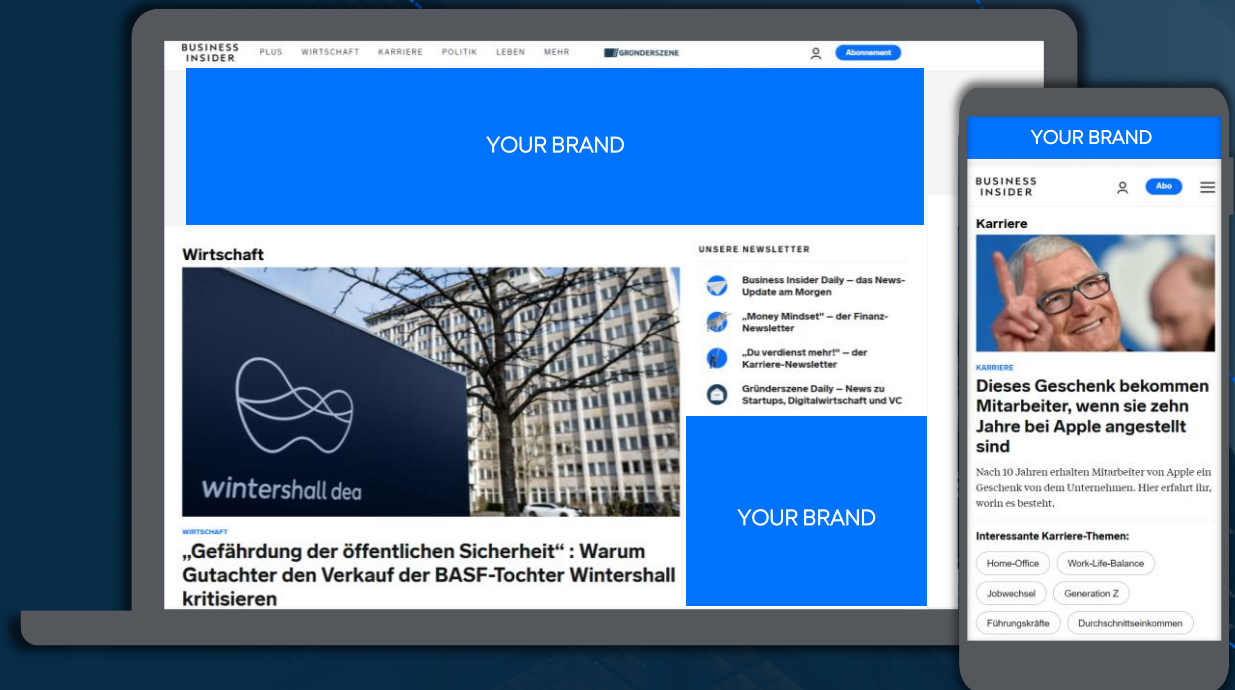 BUSINESS
INSIDER
PLUS WIRTSCHAFT KARRIERE POLITIK LEBEN MEHR GRÜNDERSZENE Abonnement
YOUR BRAND
Wirtschaft
wintershall dea
WIRTSCHAFT
„Gefährdung der öffentlichen Sicherheit“ : Warum
Gutachter den Verkauf der BASF-Tochter Wintershall
kritisieren
UNSERE NEWSLETTER
Business Insider Daily – das News-
Update am Morgen
„Money Mindset“ – der Finanz-
Newsletter
„Du verdienst mehr!“ – der
Karriere-Newsletter
Gründerszene Daily – News zu
Startups, Digitalwirtschaft und VC
YOUR BRAND
YOUR BRAND
BUSINESS
INSIDER
Abo
Karriere
KARRIERE
Dieses Geschenk bekommen
Mitarbeiter, wenn sie zehn
Jahre bei Apple angestellt
sind
Nach 10 Jahren erhalten Mitarbeiter von Apple ein
Geschenk von dem Unternehmen. Hier erfahrt ihr,
worin es besteht.
Interessante Karriere-Themen:
Home-Office Work-Life-Balance
Jobwechsel Generation Z
Führungskräfte Durchschnittseinkommen